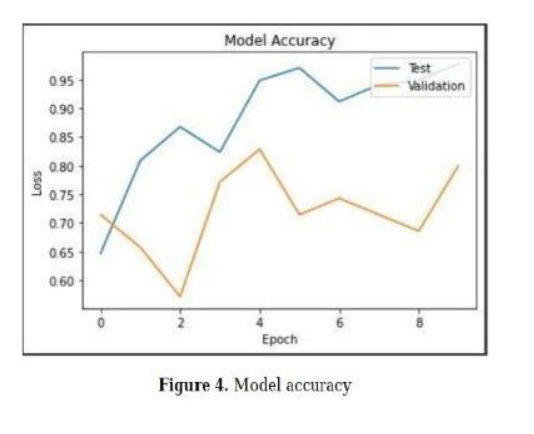 Model Accuracy
Test
Validation
0.95
0.90
0.85
0.80
0.75
0.70
0.65
0.60
Loss
0 2 4 6 8
Epoch
Figure 4. Model accuracy